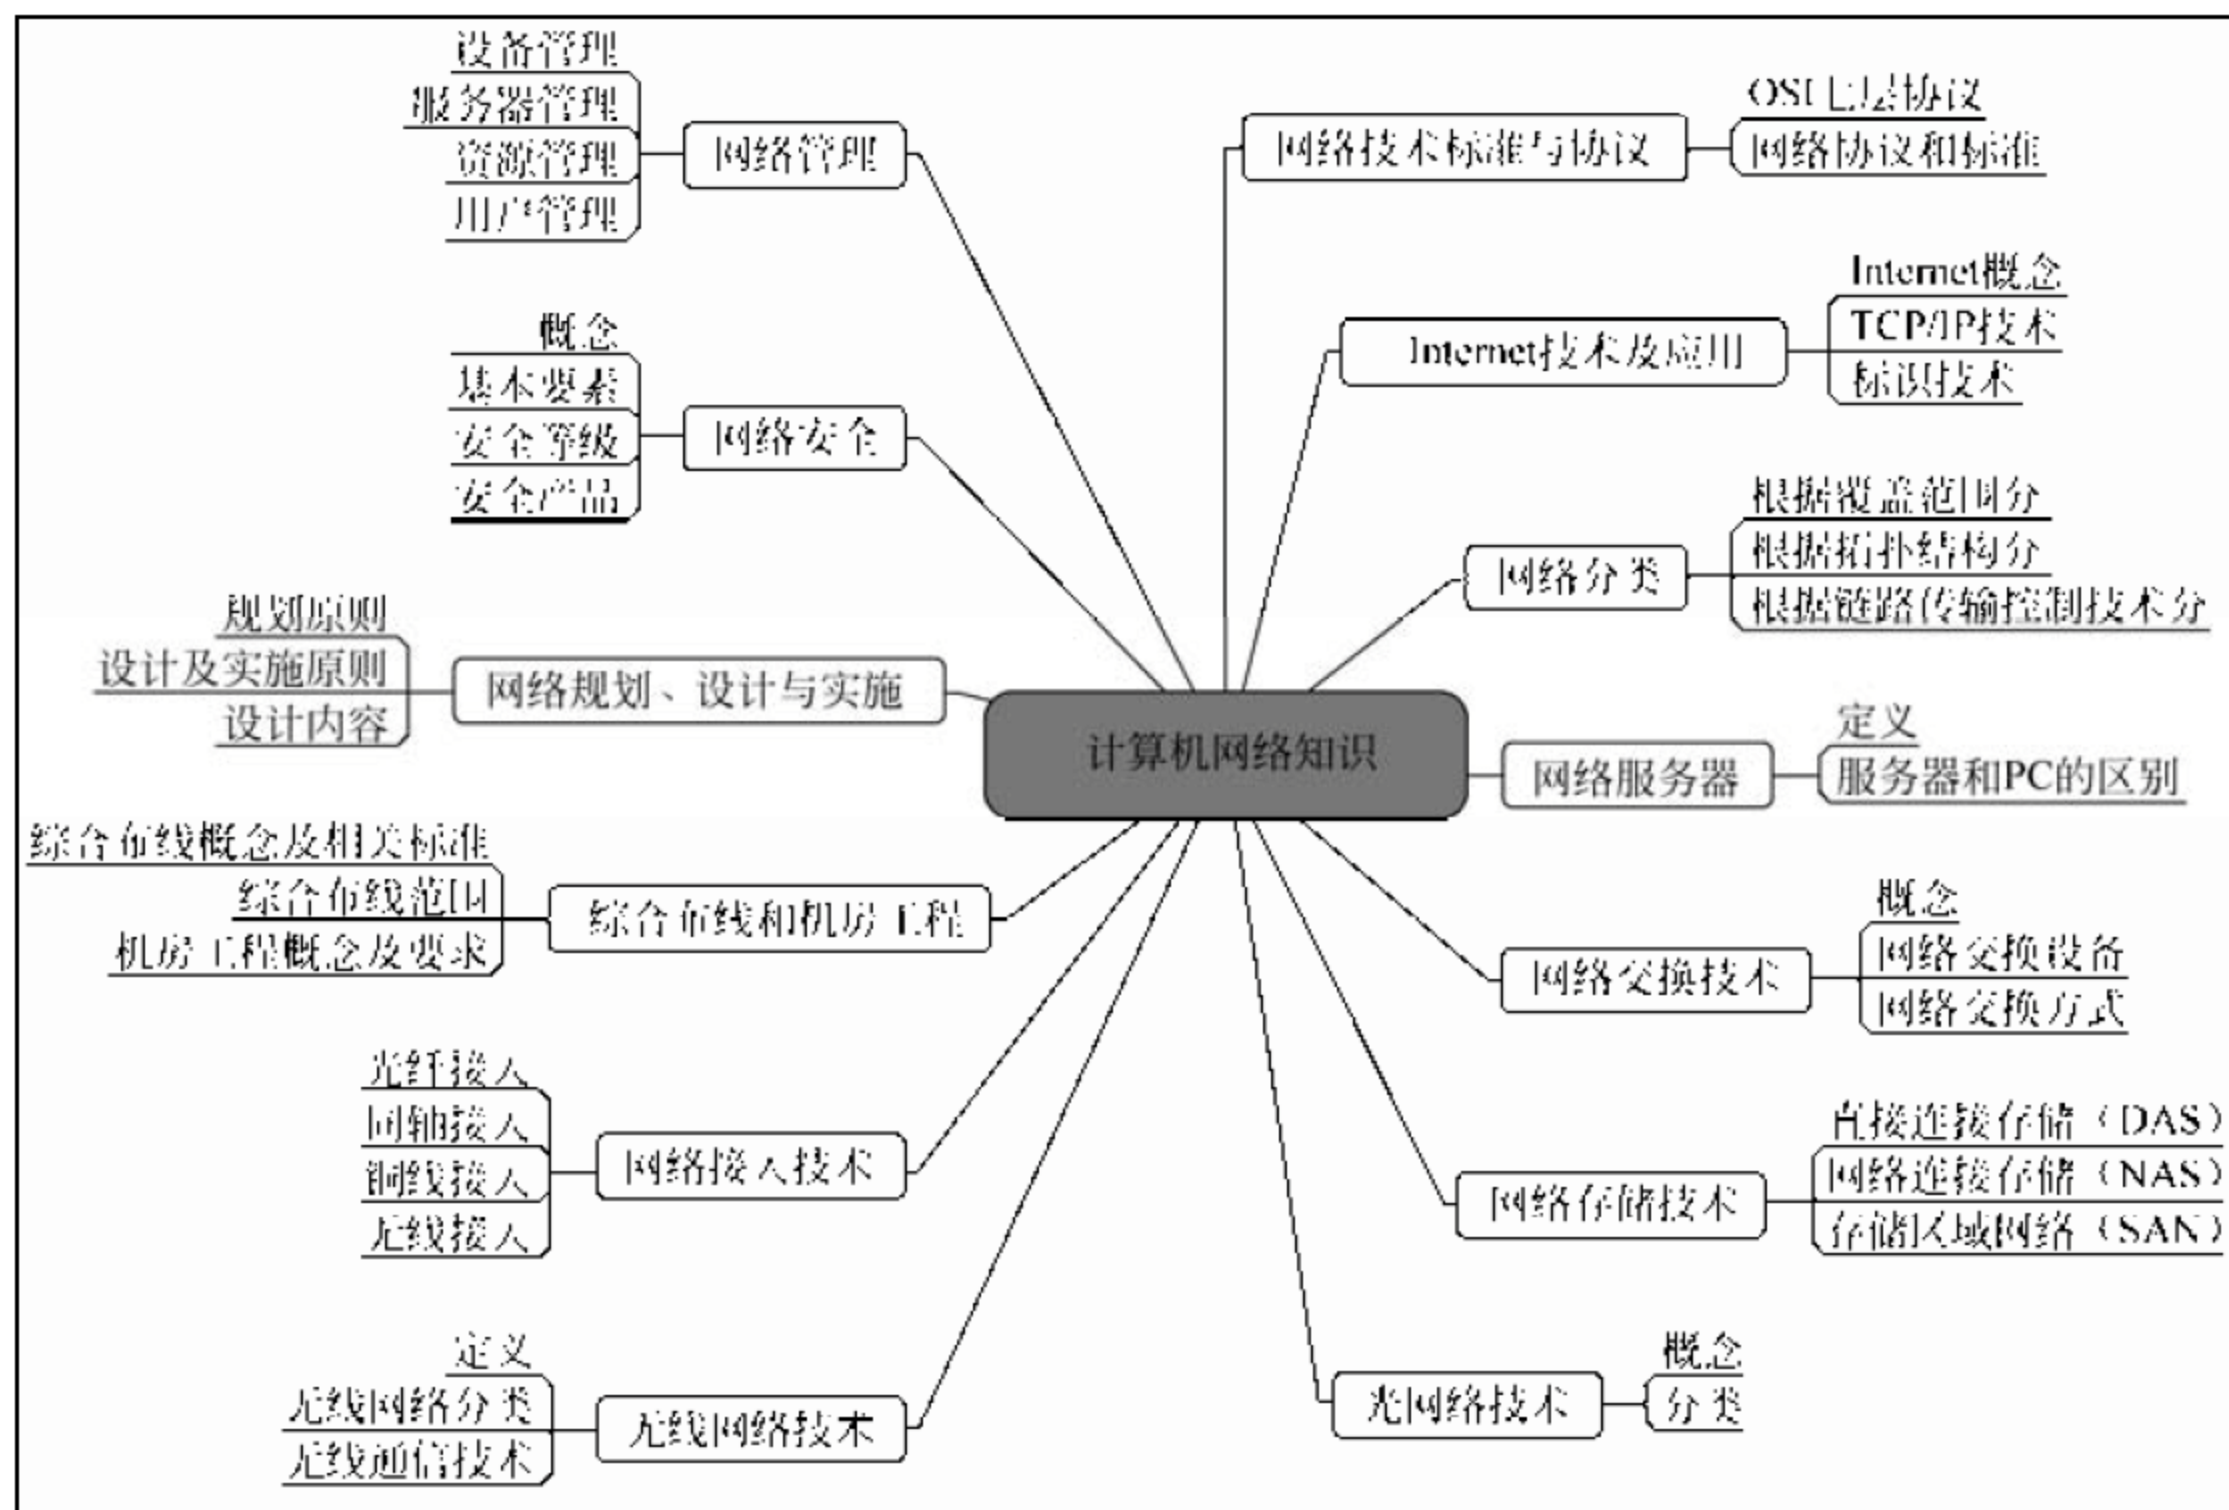 设备管理
服务器管理
资源管理
用户管理
网络管理
概念
基本要素
安全等级
安全产品
网络安全
规划原则
设计及实施原则
设计内容
网络规划、设计与实施
综合布线概念及相关标准
综合布线范围
机房工程概念及要求
综合布线和机房工程
光纤接入
同轴接入
铜线接入
无线接入
网络接入技术
定义
无线网络分类
无线通信技术
无线网络技术
计算机网络知识
网络技术标准与协议
OSI七层协议
网络协议和标准
Internet技术及应用
Internet概念
TCP/IP技术
标识技术
网络分类
根据覆盖范围分
根据拓扑结构分
根据链路传输控制技术分
网络服务器
定义
服务器和PC的区别
网络交换技术
概念
网络交换设备
网络交换方式
网络存储技术
直接连接存储（DAS）
网络连接存储（NAS）
存储区域网络（SAN）
光网络技术
概念
分类